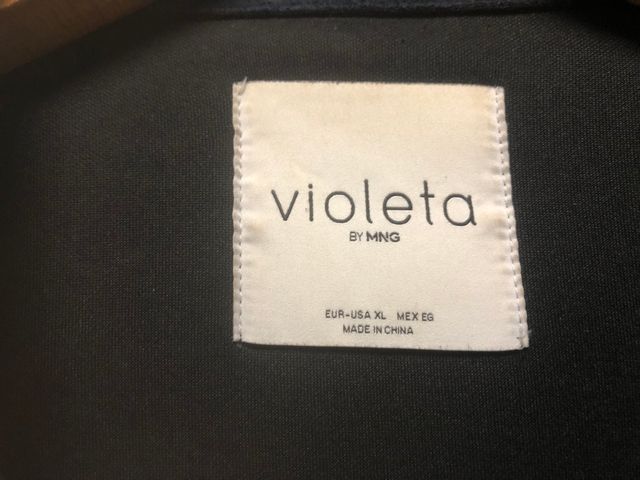 violeta
BY MNG
EUR-USA XL MEX EG
MADE IN CHINA